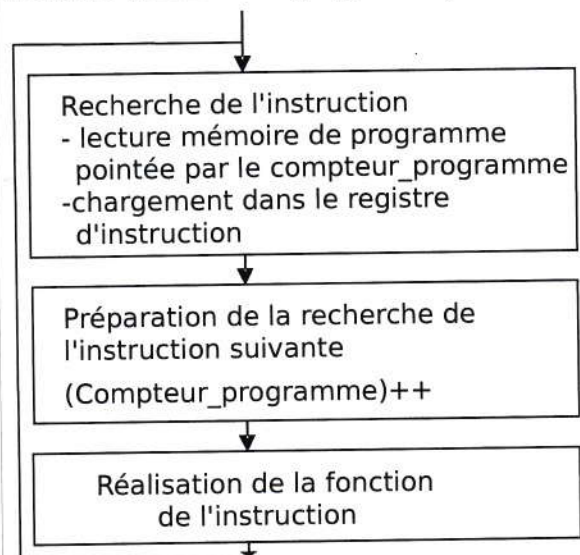 Recherche de l'instruction
- lecture mémoire de programme
pointée par le compteur_programme
-chargement dans le registre
d'instruction
Préparation de la recherche de
l'instruction suivante
(Compteur_programme)++
Réalisation de la fonction
de l'instruction